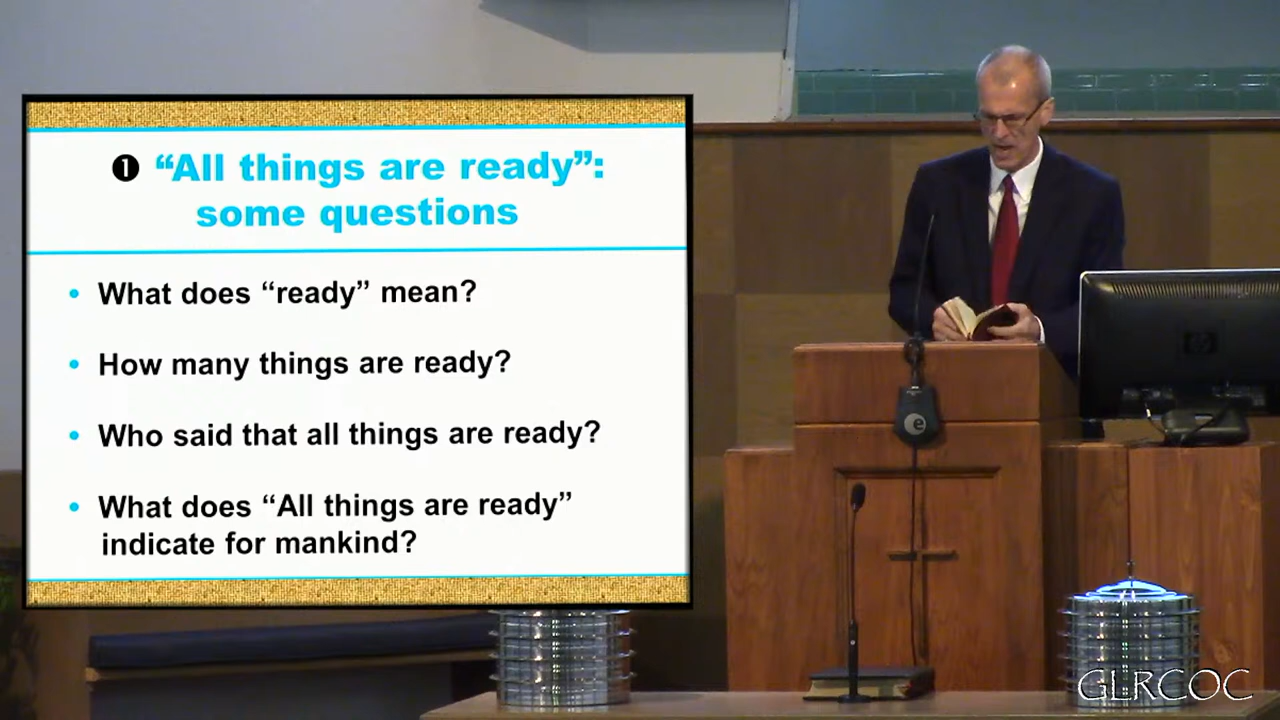 ❶ “All things are ready”:
some questions
• What does “ready” mean?
• How many things are ready?
• Who said that all things are ready?
• What does “All things are ready”
indicate for mankind?
e
hp
GLRCOC